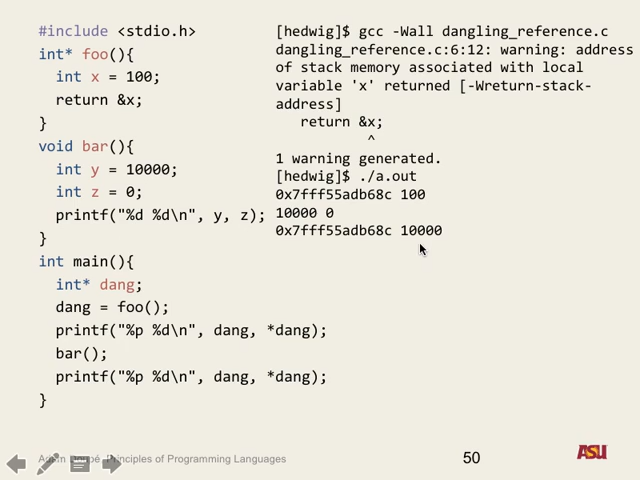 #include <stdio.h>
int* foo(){
int x = 100;
return &x;
}
void bar(){
int y = 10000;
int z = 0;
printf("%d %d\n", y, z);
}
int main(){
int* dang;
dang = foo();
printf("%p %d\n", dang, *dang);
bar();
printf("%p %d\n", dang, *dang);
}
[hedwig]$ gcc -Wall dangling_reference.c
dangling_reference.c:6:12: warning: address
of stack memory associated with local
variable 'x' returned [-Wreturn-stack-
address]
return &x;
^
1 warning generated.
[hedwig]$ ./a.out
0x7fff55adb68c 100
10000 0
0x7fff55adb68c 10000
Principles of Programming Languages
50
ASU